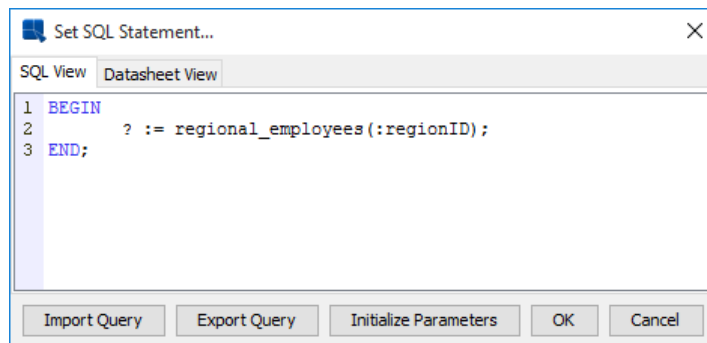 Set SQL Statement...
SQL View Datasheet View
1 BEGIN
2 ? := regional_employees(:regionID);
3 END;
Import Query Export Query Initialize Parameters OK Cancel